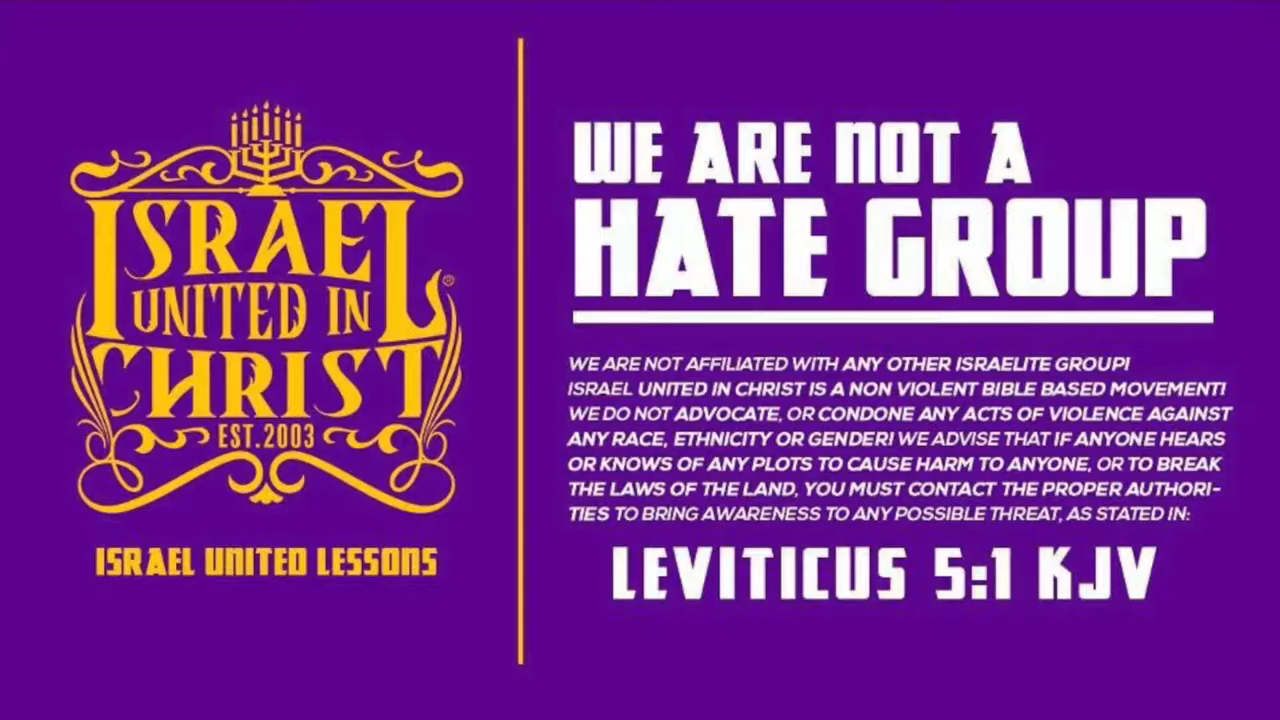 ISRAEL
UNITED IN
CHRIST
EST.2003
®
ISRAEL UNITED LESSONS
WE ARE NOT A
HATE GROUP
WE ARE NOT AFFILIATED WITH ANY OTHER ISRAELITE GROUP!
ISRAEL UNITED IN CHRIST IS A NON VIOLENT BIBLE BASED MOVEMENT!
WE DO NOT ADVOCATE, OR CONDONE ANY ACTS OF VIOLENCE AGAINST
ANY RACE, ETHNICITY OR GENDER! WE ADVISE THAT IF ANYONE HEARS
OR KNOWS OF ANY PLOTS TO CAUSE HARM TO ANYONE, OR TO BREAK
THE LAWS OF THE LAND, YOU MUST CONTACT THE PROPER AUTHORI-
TIES TO BRING AWARENESS TO ANY POSSIBLE THREAT, AS STATED IN:
LEVITICUS 5:1 KJV